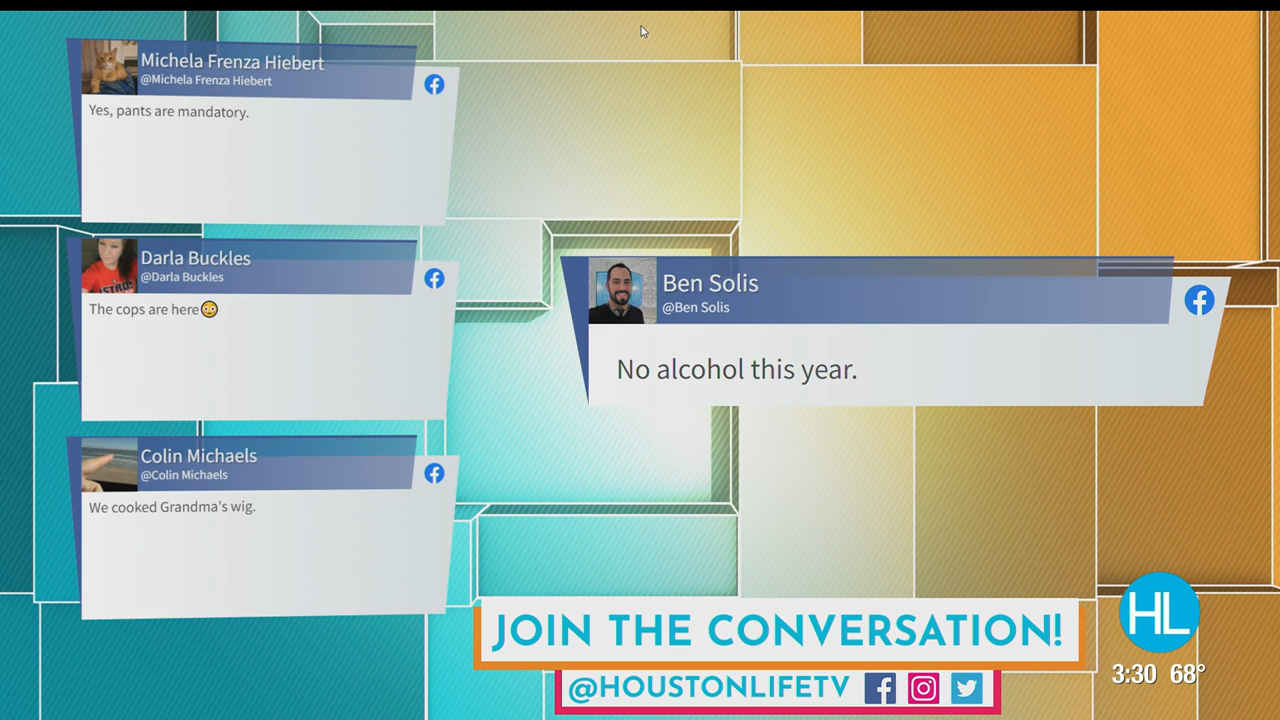 Michela Frenza Hiebert
@Michela Frenza Hiebert
Yes, pants are mandatory.
Darla Buckles
@Darla Buckles
The cops are here😳
Colin Michaels
@Colin Michaels
We cooked Grandma's wig.
Ben Solis
@Ben Solis
No alcohol this year.
JOIN THE CONVERSATION!
@HOUSTONLIFETV
HL
3:30 68°